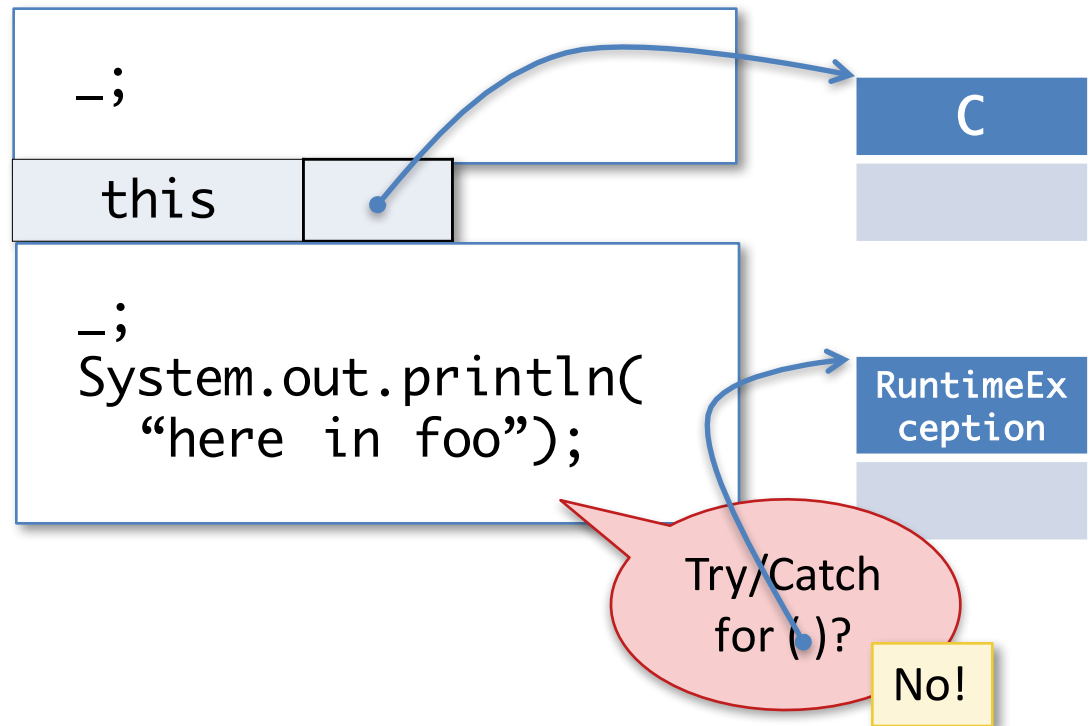 _;
C
this
_;
System.out.println(
“here in foo”);
RuntimeEx
ception
Try/Catch
for ( )?
No!